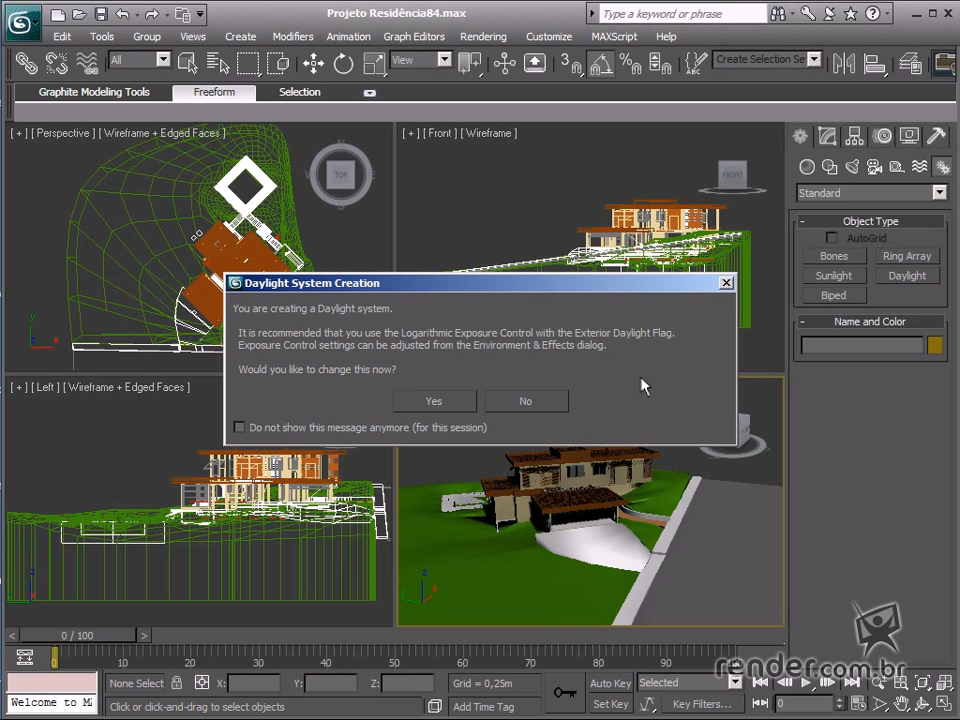 Projeto Residência84.max
Type a keyword or phrase
Edit Tools Group Views Create Modifiers Animation Graph Editors Rendering Customize MAXScript Help
All
View
3
%
ABC
Create Selection Se
Graphite Modeling Tools Freeform Selection
[ + ] [ Perspective ] [ Wireframe + Edged Faces ]
[ + ] [ Front ] [ Wireframe ]
TOP
FRONT
Standard
- Object Type
AutoGrid
Bones Ring Array
Sunlight Daylight
Biped
- Name and Color
Daylight System Creation
You are creating a Daylight system.
It is recommended that you use the Logarithmic Exposure Control with the Exterior Daylight Flag.
Exposure Control settings can be adjusted from the Environment & Effects dialog.
Would you like to change this now?
Yes No
Do not show this message anymore (for this session)
[ + ] [ Left ] [ Wireframe + Edged Faces ]
z
x
z
z
x
< 0 / 100 >
0 10 20 30 40 50 60 70 80 90
render.com.br
None Select X: Y: Z: Grid = 0,25m Auto Key Selected
Welcome to M
Click or click-and-drag to select objects Add Time Tag Set Key Key Filters... 0